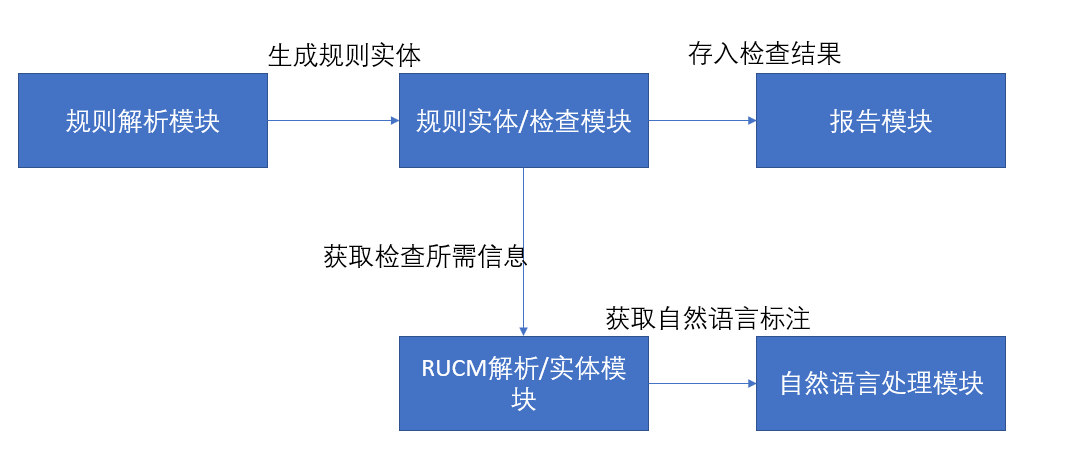 生成规则实体
存入检查结果
规则解析模块
规则实体/检查模块
报告模块
获取检查所需信息
获取自然语言标注
RUCM解析/实体模
块
自然语言处理模块